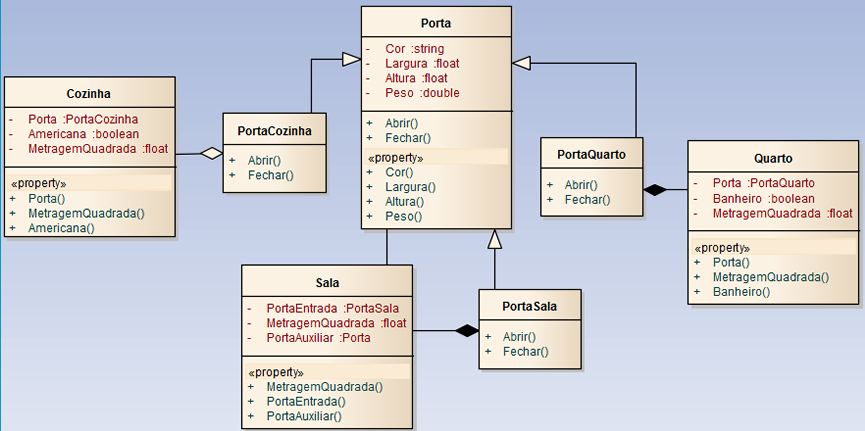 Porta
- Cor :string
- Largura :float
- Altura :float
- Peso :double
+ Abrir()
+ Fechar()
«property»
+ Cor()
+ Largura()
+ Altura()
+ Peso()
Cozinha
- Porta :PortaCozinha
- Americana :boolean
- MetragemQuadrada :float
«property»
+ Porta()
+ MetragemQuadrada()
+ Americana()
PortaCozinha
+ Abrir()
+ Fechar()
PortaQuarto
+ Abrir()
+ Fechar()
Quarto
- Porta :PortaQuarto
- Banheiro :boolean
- MetragemQuadrada :float
«property»
+ Porta()
+ MetragemQuadrada()
+ Banheiro()
Sala
- PortaEntrada :PortaSala
- MetragemQuadrada :float
- PortaAuxiliar :Porta
«property»
+ MetragemQuadrada()
+ PortaEntrada()
+ PortaAuxiliar()
PortaSala
+ Abrir()
+ Fechar()